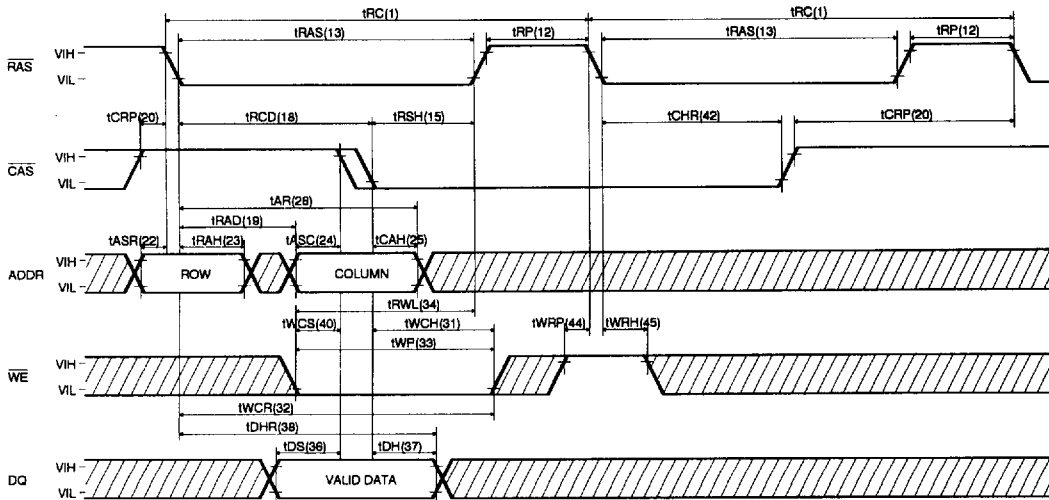 tRC(1) tRC(1)
tRAS(13) tRP(12) tRAS(13) tRP(12)
RAS VIH
VIL
tCRP(20) tRCD(18) tRSH(15) tCHR(42) tCRP(20)
CAS VIH
VIL
tAR(28)
tRAD(19)
tASR(22) tRAH(23) tASC(24) tCAH(25)
ADDR VIH ROW COLUMN
VIL
tRWL(34)
tWCS(40) tWCH(31) tWRP(44) tWRH(45)
tWP(33)
WE VIH
VIL
tWCR(32)
tDHR(38)
tDS(36) tDH(37)
DQ VIH VALID DATA
VIL